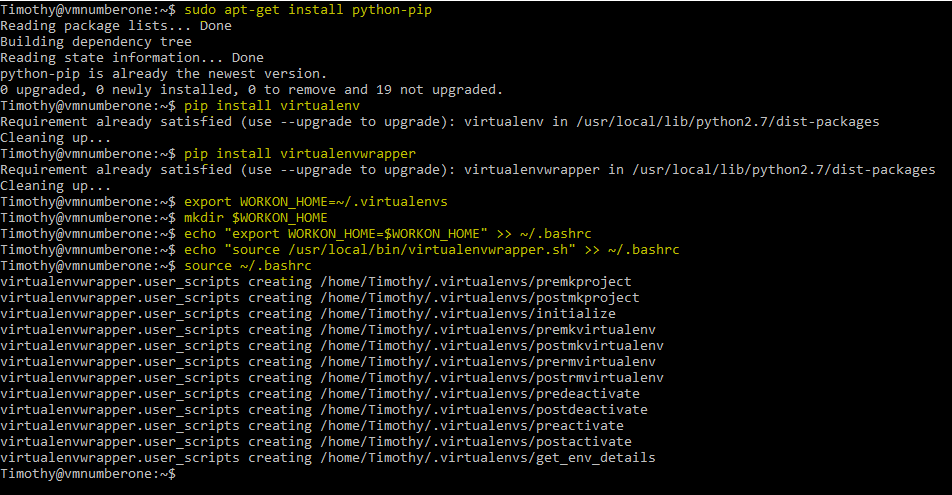 Timothy@vmnumberone:~$ sudo apt-get install python-pip
Reading package lists... Done
Building dependency tree
Reading state information... Done
python-pip is already the newest version.
0 upgraded, 0 newly installed, 0 to remove and 19 not upgraded.
Timothy@vmnumberone:~$ pip install virtualenv
Requirement already satisfied (use --upgrade to upgrade): virtualenv in /usr/local/lib/python2.7/dist-packages
Cleaning up...
Timothy@vmnumberone:~$ pip install virtualenvwrapper
Requirement already satisfied (use --upgrade to upgrade): virtualenvwrapper in /usr/local/lib/python2.7/dist-packages
Cleaning up...
Timothy@vmnumberone:~$ export WORKON_HOME=~/.virtualenvs
Timothy@vmnumberone:~$ mkdir $WORKON_HOME
Timothy@vmnumberone:~$ echo "export WORKON_HOME=$WORKON_HOME" >> ~/.bashrc
Timothy@vmnumberone:~$ echo "source /usr/local/bin/virtualenvwrapper.sh" >> ~/.bashrc
Timothy@vmnumberone:~$ source ~/.bashrc
virtualenvwrapper.user_scripts creating /home/Timothy/.virtualenvs/premkproject
virtualenvwrapper.user_scripts creating /home/Timothy/.virtualenvs/postmkproject
virtualenvwrapper.user_scripts creating /home/Timothy/.virtualenvs/initialize
virtualenvwrapper.user_scripts creating /home/Timothy/.virtualenvs/premkvirtualenv
virtualenvwrapper.user_scripts creating /home/Timothy/.virtualenvs/postmkvirtualenv
virtualenvwrapper.user_scripts creating /home/Timothy/.virtualenvs/prermvirtualenv
virtualenvwrapper.user_scripts creating /home/Timothy/.virtualenvs/postrmvirtualenv
virtualenvwrapper.user_scripts creating /home/Timothy/.virtualenvs/predeactivate
virtualenvwrapper.user_scripts creating /home/Timothy/.virtualenvs/postdeactivate
virtualenvwrapper.user_scripts creating /home/Timothy/.virtualenvs/preactivate
virtualenvwrapper.user_scripts creating /home/Timothy/.virtualenvs/postactivate
virtualenvwrapper.user_scripts creating /home/Timothy/.virtualenvs/get_env_details
Timothy@vmnumberone:~$